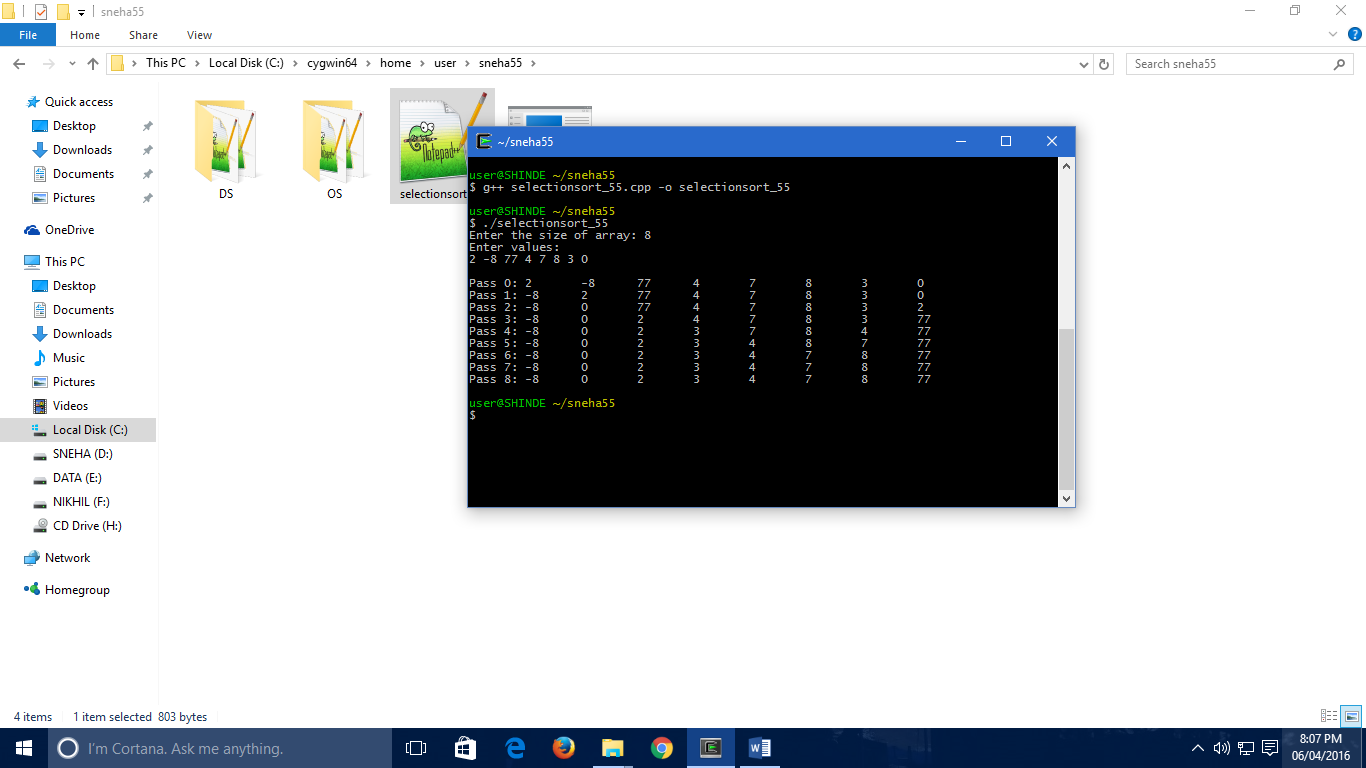 sneha55
File Home Share View
This PC Local Disk (C:) cygwin64 home user sneha55
Search sneha55
Quick access
Desktop
Downloads
Documents
Pictures
OneDrive
This PC
Desktop
Documents
Downloads
Music
Pictures
Videos
Local Disk (C:)
SNEHA (D:)
DATA (E:)
NIKHIL (F:)
CD Drive (H:)
Network
Homegroup
DS
OS
Notepad++
selectionsort
~/sneha55
user@SHINDE ~/sneha55
$ g++ selectionsort_55.cpp -o selectionsort_55
user@SHINDE ~/sneha55
$ ./selectionsort_55
Enter the size of array: 8
Enter values:
2 -8 77 4 7 8 3 0
Pass 0: 2 -8 77 4 7 8 3 0
Pass 1: -8 2 77 4 7 8 3 0
Pass 2: -8 0 77 4 7 8 3 2
Pass 3: -8 0 2 4 7 8 3 77
Pass 4: -8 0 2 3 7 8 4 77
Pass 5: -8 0 2 3 4 8 7 77
Pass 6: -8 0 2 3 4 7 8 77
Pass 7: -8 0 2 3 4 7 8 77
Pass 8: -8 0 2 3 4 7 8 77
user@SHINDE ~/sneha55
$
4 items 1 item selected 803 bytes
I'm Cortana. Ask me anything.
8:07 PM
06/04/2016